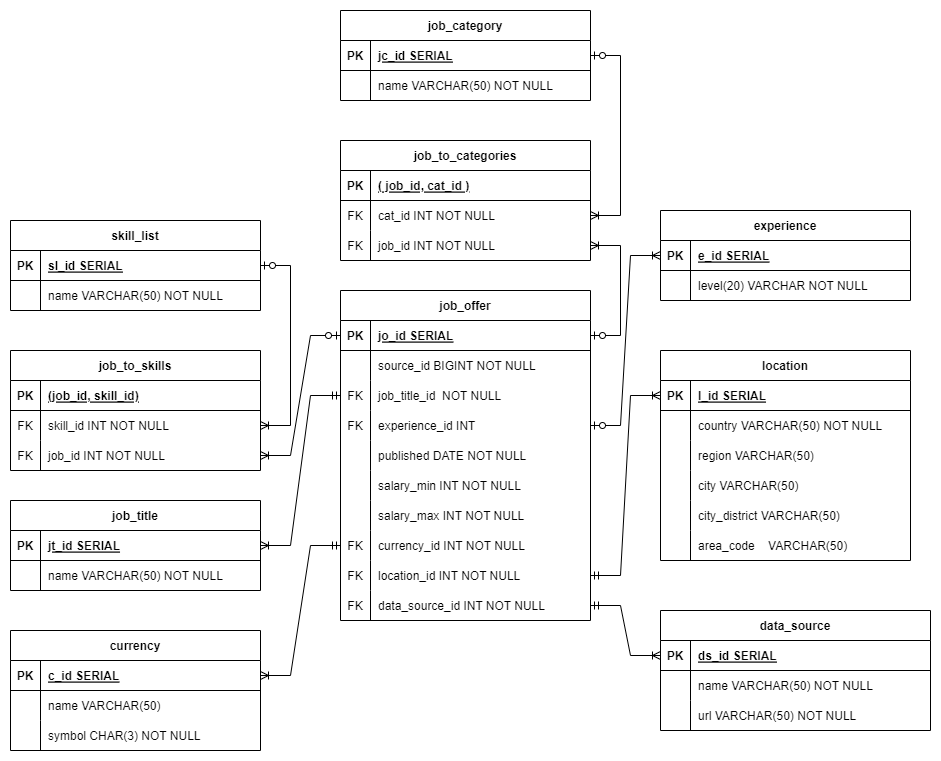 job_category
PK jc_id SERIAL
name VARCHAR(50) NOT NULL
job_to_categories
PK ( job_id, cat_id )
FK cat_id INT NOT NULL
FK job_id INT NOT NULL
skill_list
PK sl_id SERIAL
name VARCHAR(50) NOT NULL
job_to_skills
PK (job_id, skill_id)
FK skill_id INT NOT NULL
FK job_id INT NOT NULL
job_title
PK jt_id SERIAL
name VARCHAR(50) NOT NULL
currency
PK c_id SERIAL
name VARCHAR(50)
symbol CHAR(3) NOT NULL
job_offer
PK jo_id SERIAL
source_id BIGINT NOT NULL
FK job_title_id NOT NULL
FK experience_id INT
published DATE NOT NULL
salary_min INT NOT NULL
salary_max INT NOT NULL
FK currency_id INT NOT NULL
FK location_id INT NOT NULL
FK data_source_id INT NOT NULL
experience
PK e_id SERIAL
level(20) VARCHAR NOT NULL
location
PK l_id SERIAL
country VARCHAR(50) NOT NULL
region VARCHAR(50)
city VARCHAR(50)
city_district VARCHAR(50)
area_code VARCHAR(50)
data_source
PK ds_id SERIAL
name VARCHAR(50) NOT NULL
url VARCHAR(50) NOT NULL